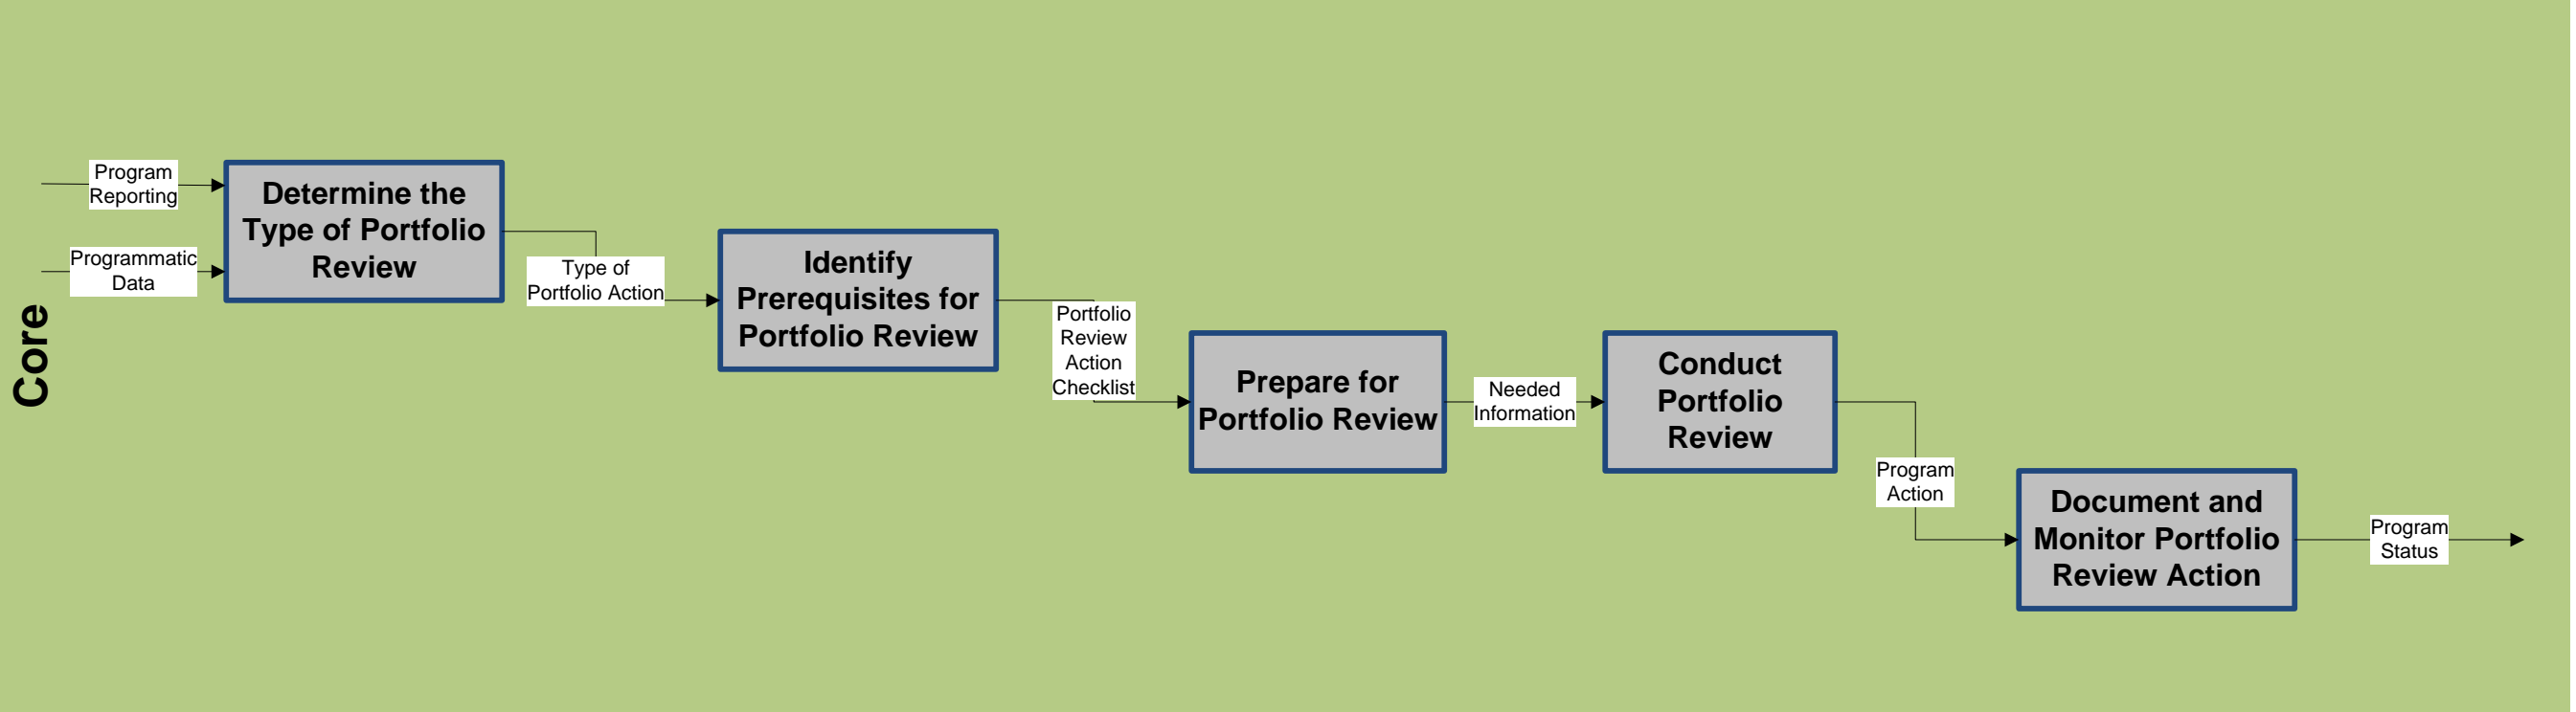 Core
Program
Reporting
Programmatic
Data
Determine the
Type of Portfolio
Review
Type of
Portfolio Action
Identify
Prerequisites for
Portfolio Review
Portfolio
Review
Action
Checklist
Prepare for
Portfolio Review
Needed
Information
Conduct
Portfolio
Review
Program
Action
Document and
Monitor Portfolio
Review Action
Program
Status